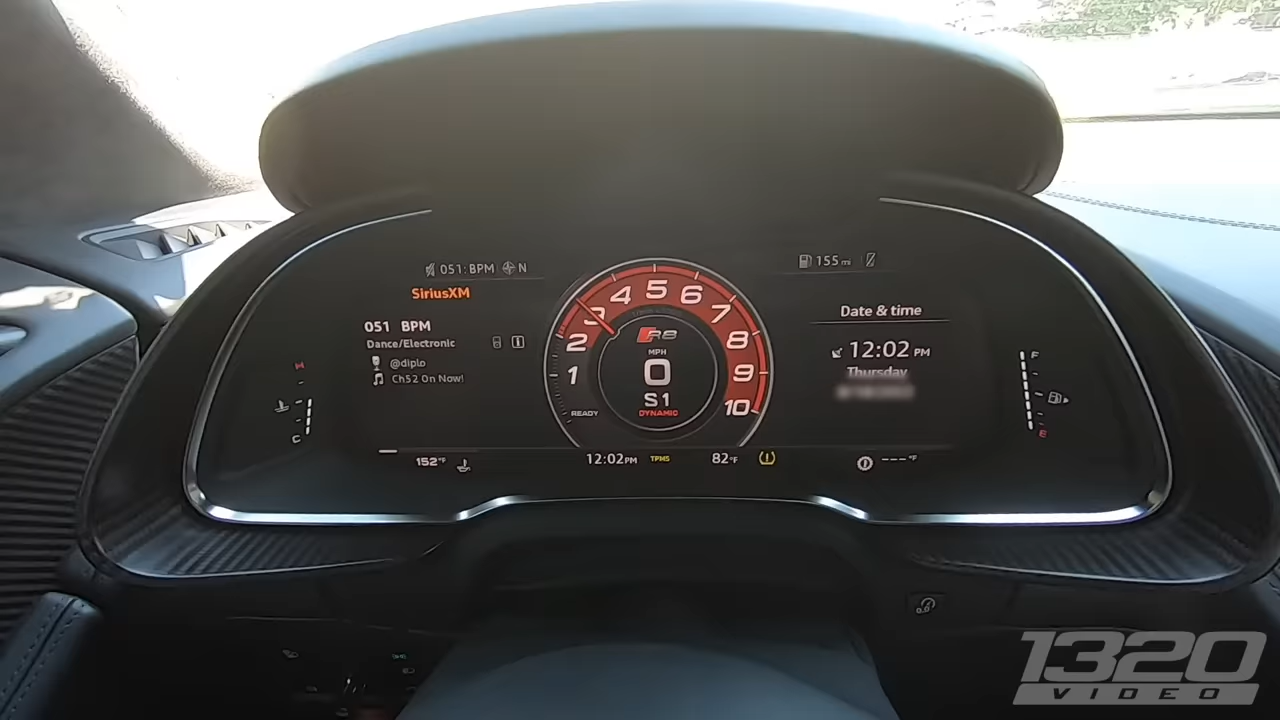 051: BPM N
SiriusXM
051 BPM
Dance/Electronic
@diplo
Ch52 On Now!
H
C
152°F
1
2
3
4
5
6
7
8
9
10
R8
MPH
0
S1
DYNAMIC
READY
12:02PM TPMS 82°F
155 mi
Date & time
12:02 PM
Thursday
F
E
---°F
1320
VIDEO